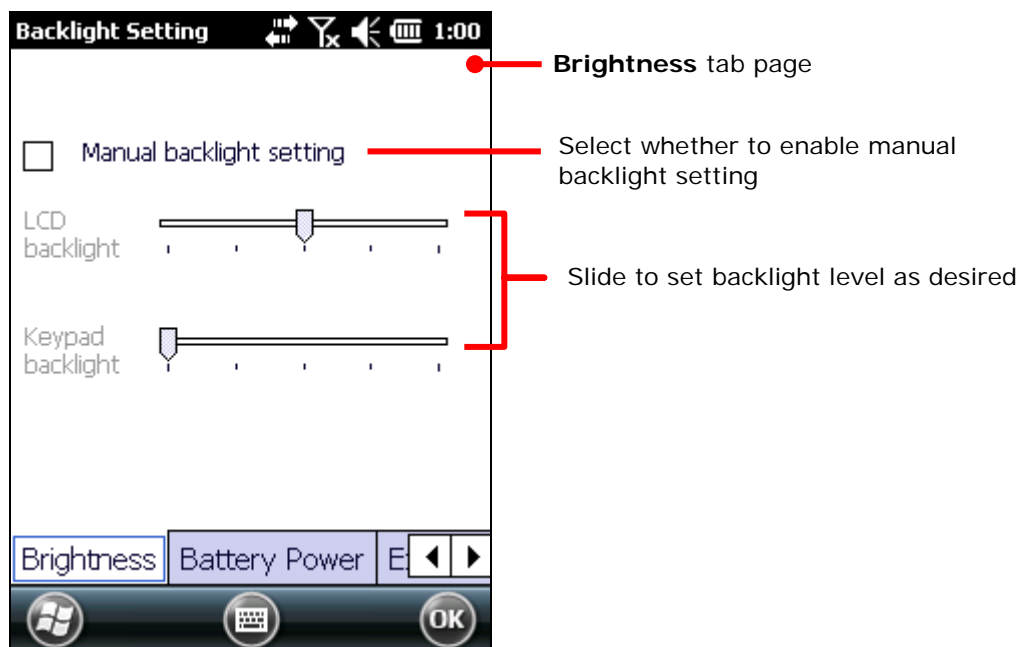 Backlight Setting 1:00
Brightness tab page
Manual backlight setting
Select whether to enable manual
backlight setting
LCD
backlight
Slide to set backlight level as desired
Keypad
backlight
Brightness Battery Power E
OK